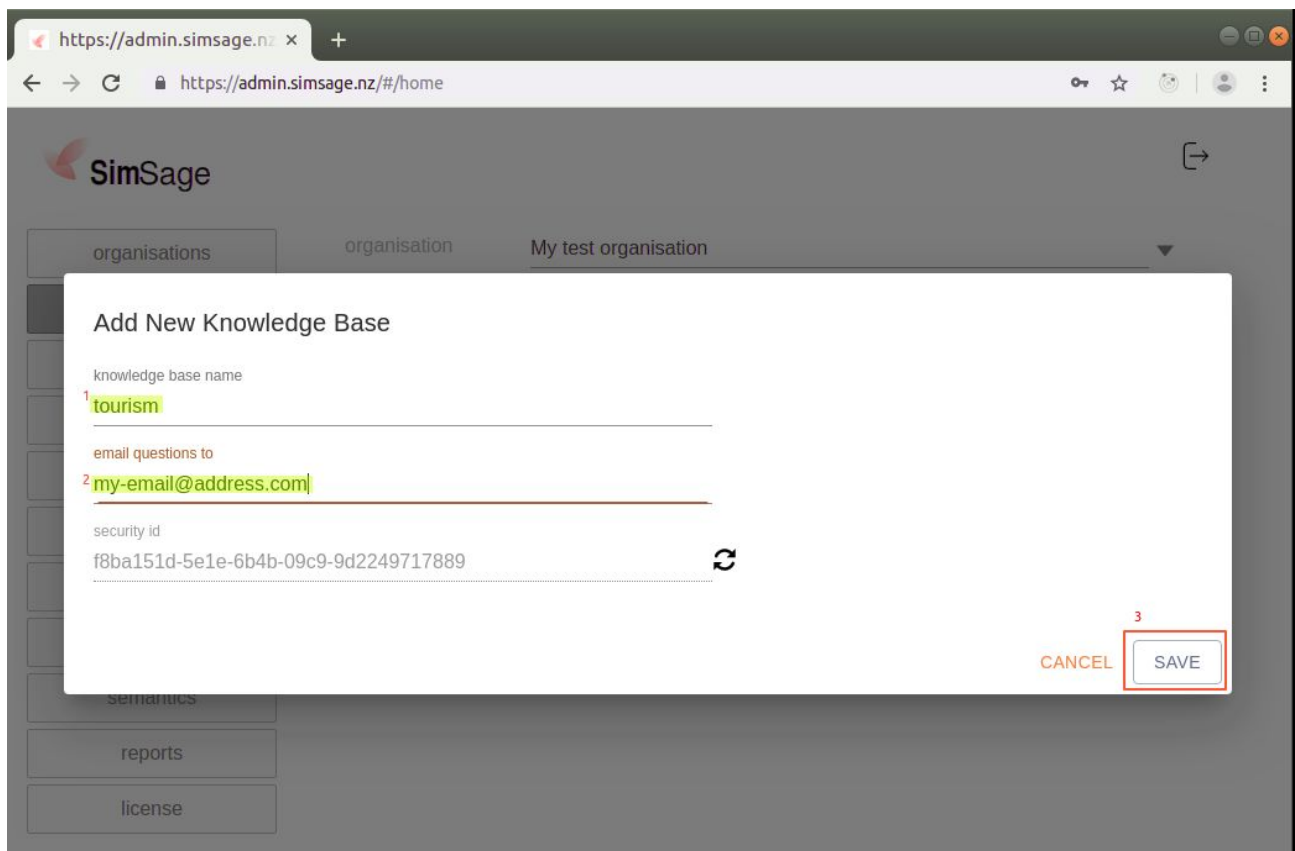 https://admin.simsage.nz
https://admin.simsage.nz/#/home
SimSage
organisations
organisation
My test organisation
Add New Knowledge Base
knowledge base name
1
tourism
email questions to
2
my-email@address.com
security id
f8ba151d-5e1e-6b4b-09c9-9d2249717889
3
CANCEL
SAVE
semantics
reports
license